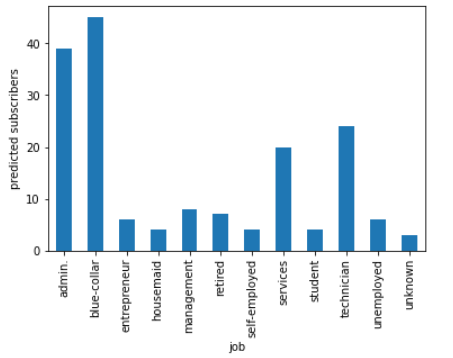 predicted subscribers
40
30
20
10
0
admin.
blue-collar
entrepreneur
housemaid
management
retired
self-employed
services
student
technician
unemployed
unknown
job